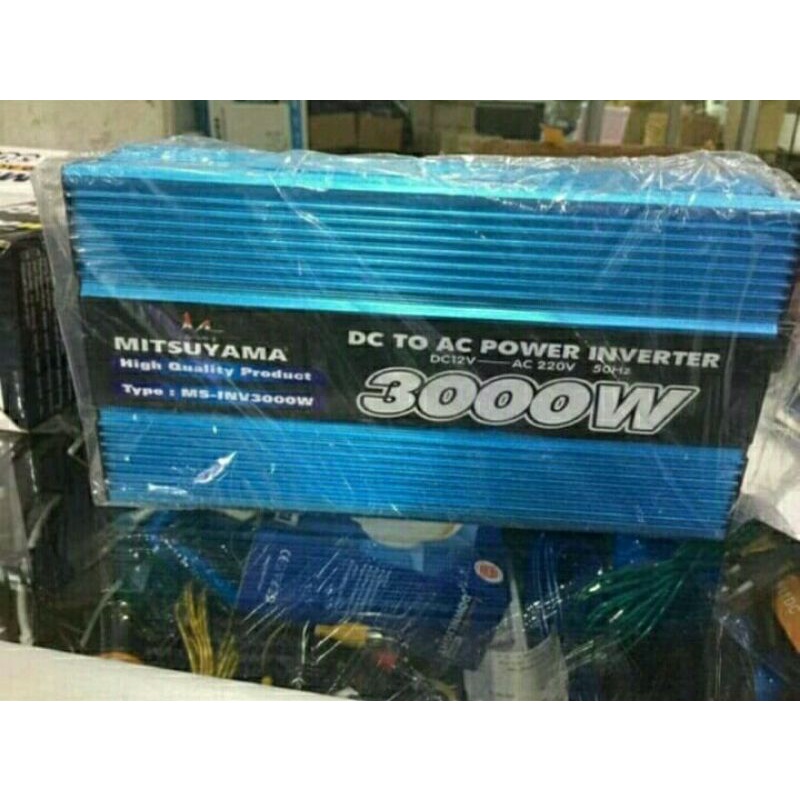 MITSUYAMA
High Quality Product
Type : MS-INV3000W
DC TO AC POWER INVERTER
DC12V——AC 220V 50Hz
3000W